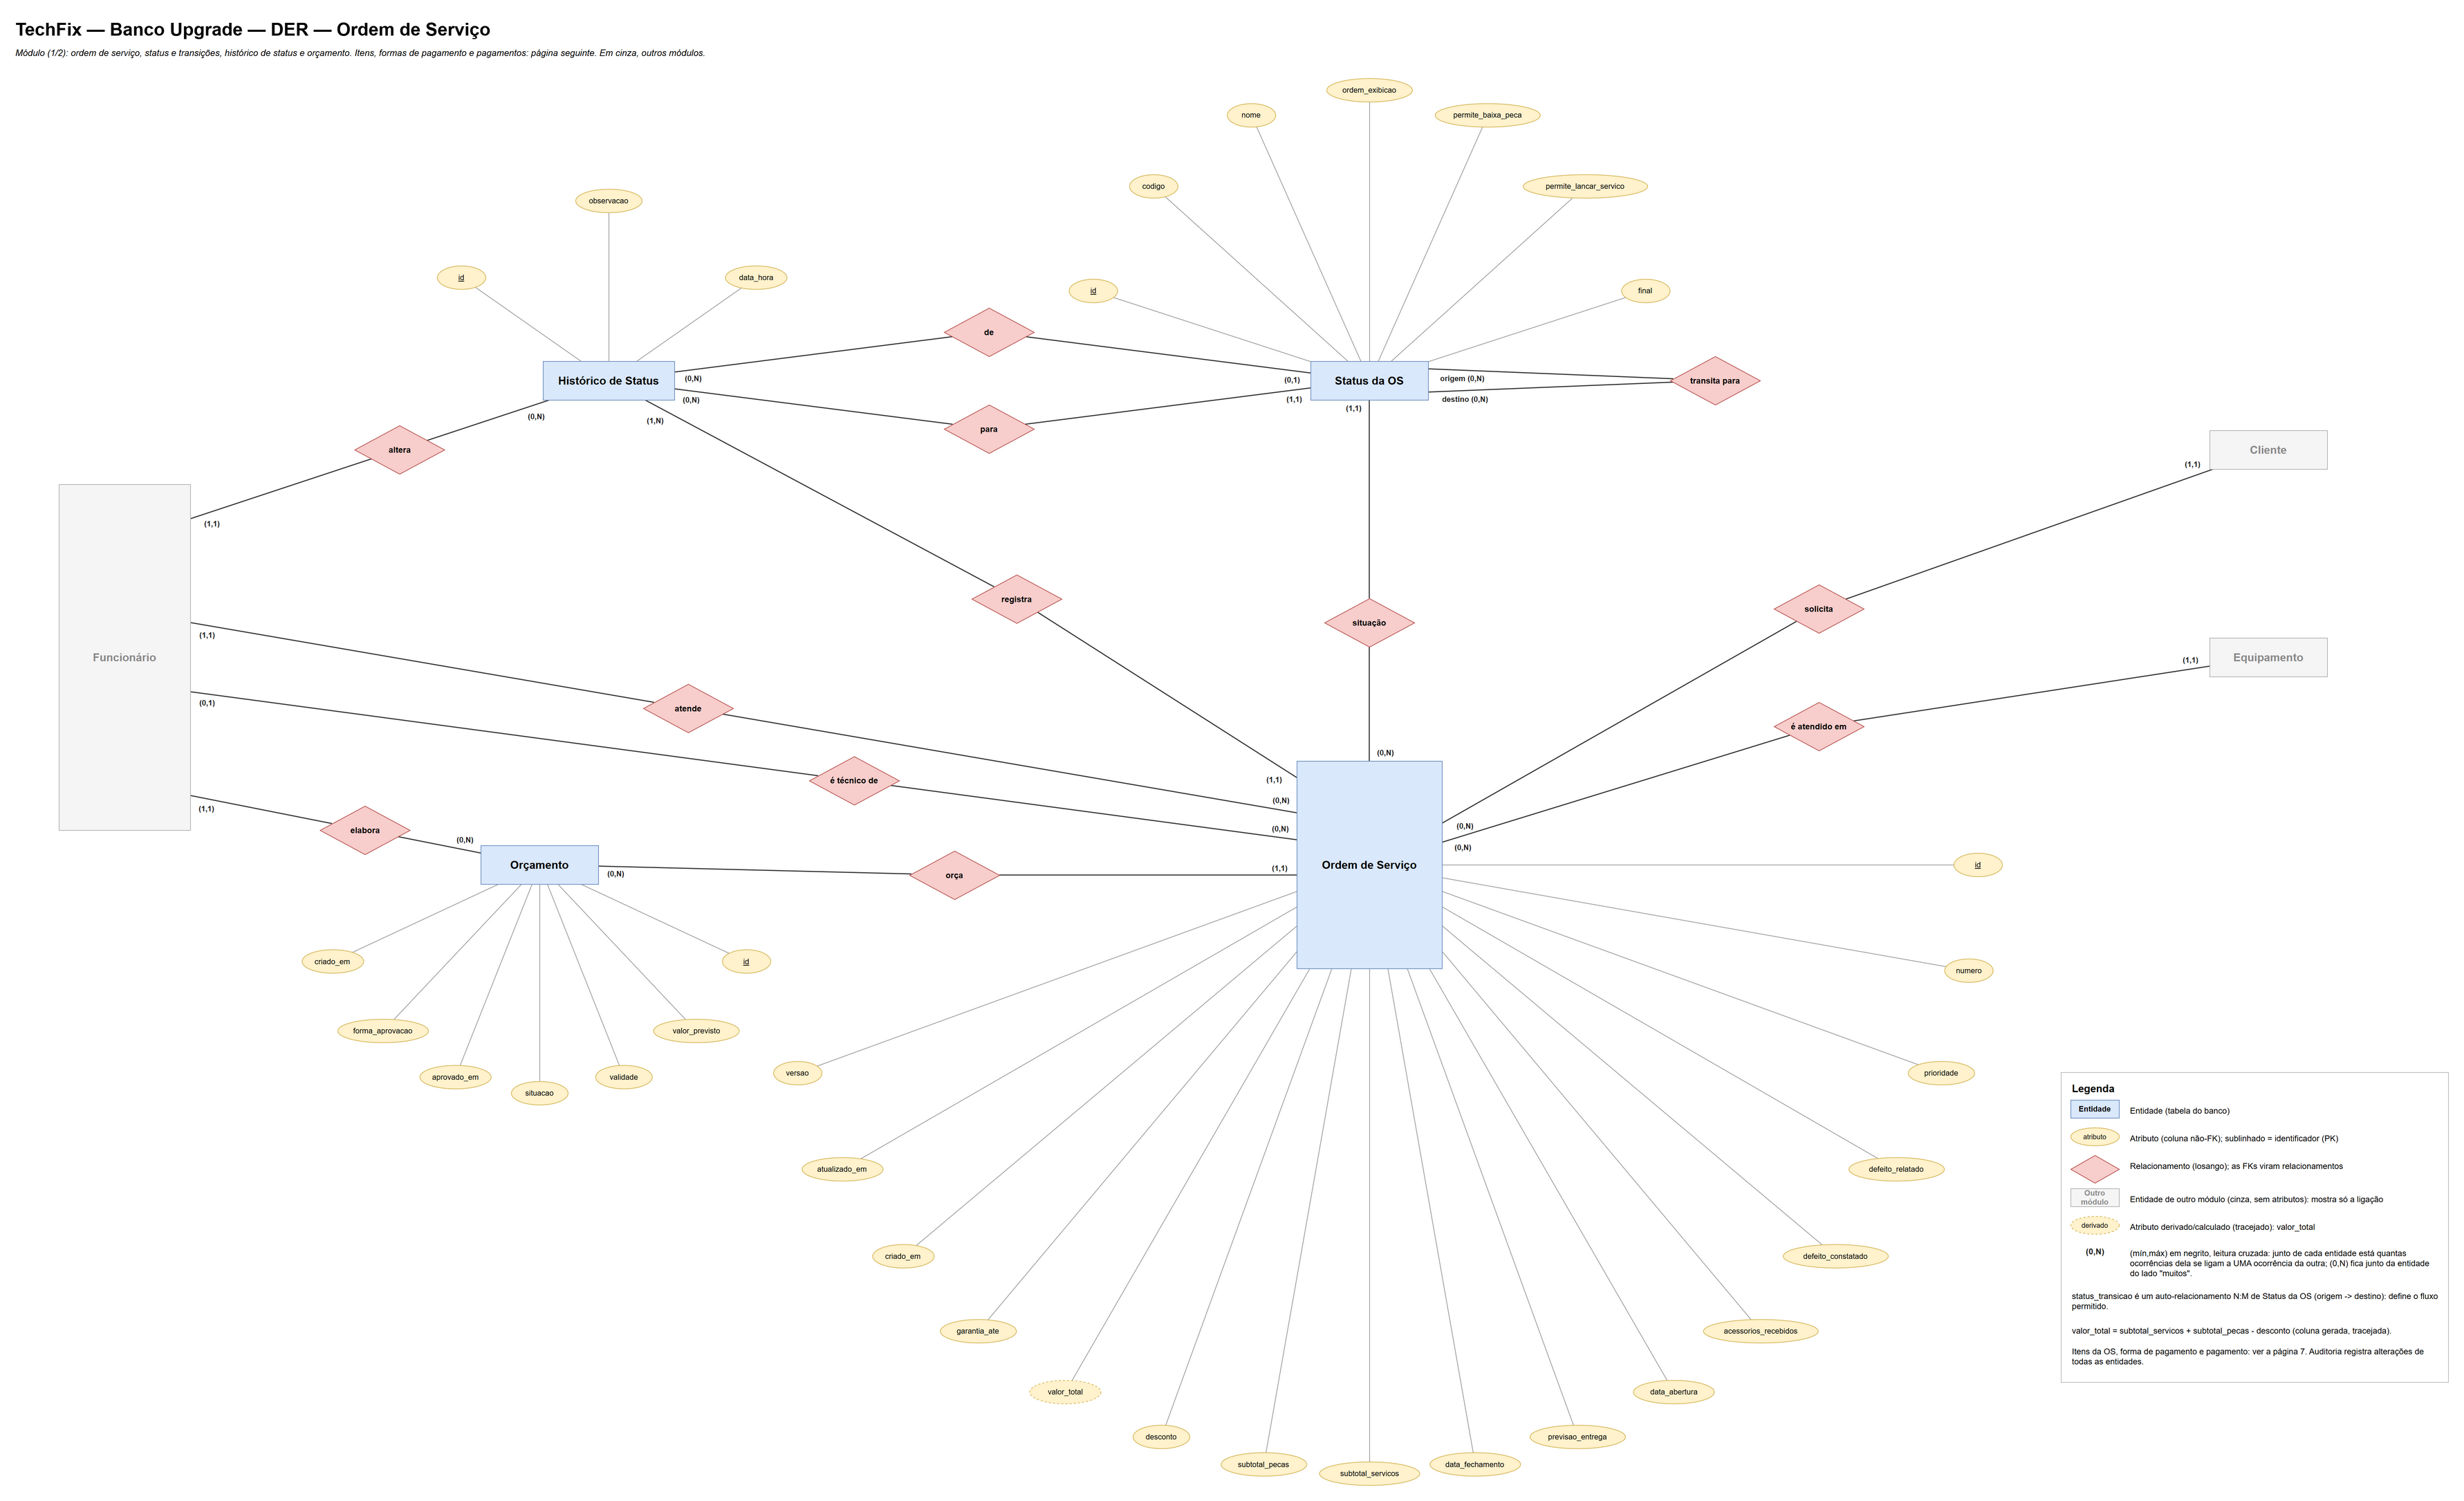 TechFix — Banco Upgrade — DER — Ordem de Serviço
Módulo (1/2): ordem de serviço, status e transições, histórico de status e orçamento. Itens, formas de pagamento e pagamentos: página seguinte. Em cinza, outros módulos.
ordem_exibicao
nome
permite_baixa_peca
codigo
permite_lancar_servico
observacao
id
data_hora
id
final
de
Histórico de Status
(0,N)
(0,N)
(0,N)
(1,N)
(0,1)
(1,1)
Status da OS
(1,1)
origem (0,N)
destino (0,N)
transita para
para
altera
Cliente
(1,1)
(1,1)
Funcionário
(1,1)
(0,1)
(1,1)
registra
situação
solicita
Equipamento
(1,1)
atende
é atendido em
é técnico de
(0,N)
(1,1)
(0,N)
(0,N)
(1,1)
Ordem de Serviço
(0,N)
(0,N)
elabora
(0,N)
Orçamento
(0,N)
orça
id
criado_em
id
forma_aprovacao
valor_previsto
aprovado_em
validade
situacao
numero
versao
prioridade
atualizado_em
defeito_relatado
criado_em
defeito_constatado
garantia_ate
acessorios_recebidos
valor_total
data_abertura
desconto
previsao_entrega
subtotal_pecas
subtotal_servicos
data_fechamento
Legenda
Entidade
Entidade (tabela do banco)
atributo
Atributo (coluna não-FK); sublinhado = identificador (PK)
Relacionamento (losango); as FKs viram relacionamentos
Outro
módulo
Entidade de outro módulo (cinza, sem atributos): mostra só a ligação
derivado
Atributo derivado/calculado (tracejado): valor_total
(0,N)
(mín,máx) em negrito, leitura cruzada: junto de cada entidade está quantas
ocorrências dela se ligam a UMA ocorrência da outra; (0,N) fica junto da entidade
do lado "muitos".
status_transicao é um auto-relacionamento N:M de Status da OS (origem -> destino): define o fluxo
permitido.
valor_total = subtotal_servicos + subtotal_pecas - desconto (coluna gerada, tracejada).
Itens da OS, forma de pagamento e pagamento: ver a página 7. Auditoria registra alterações de
todas as entidades.